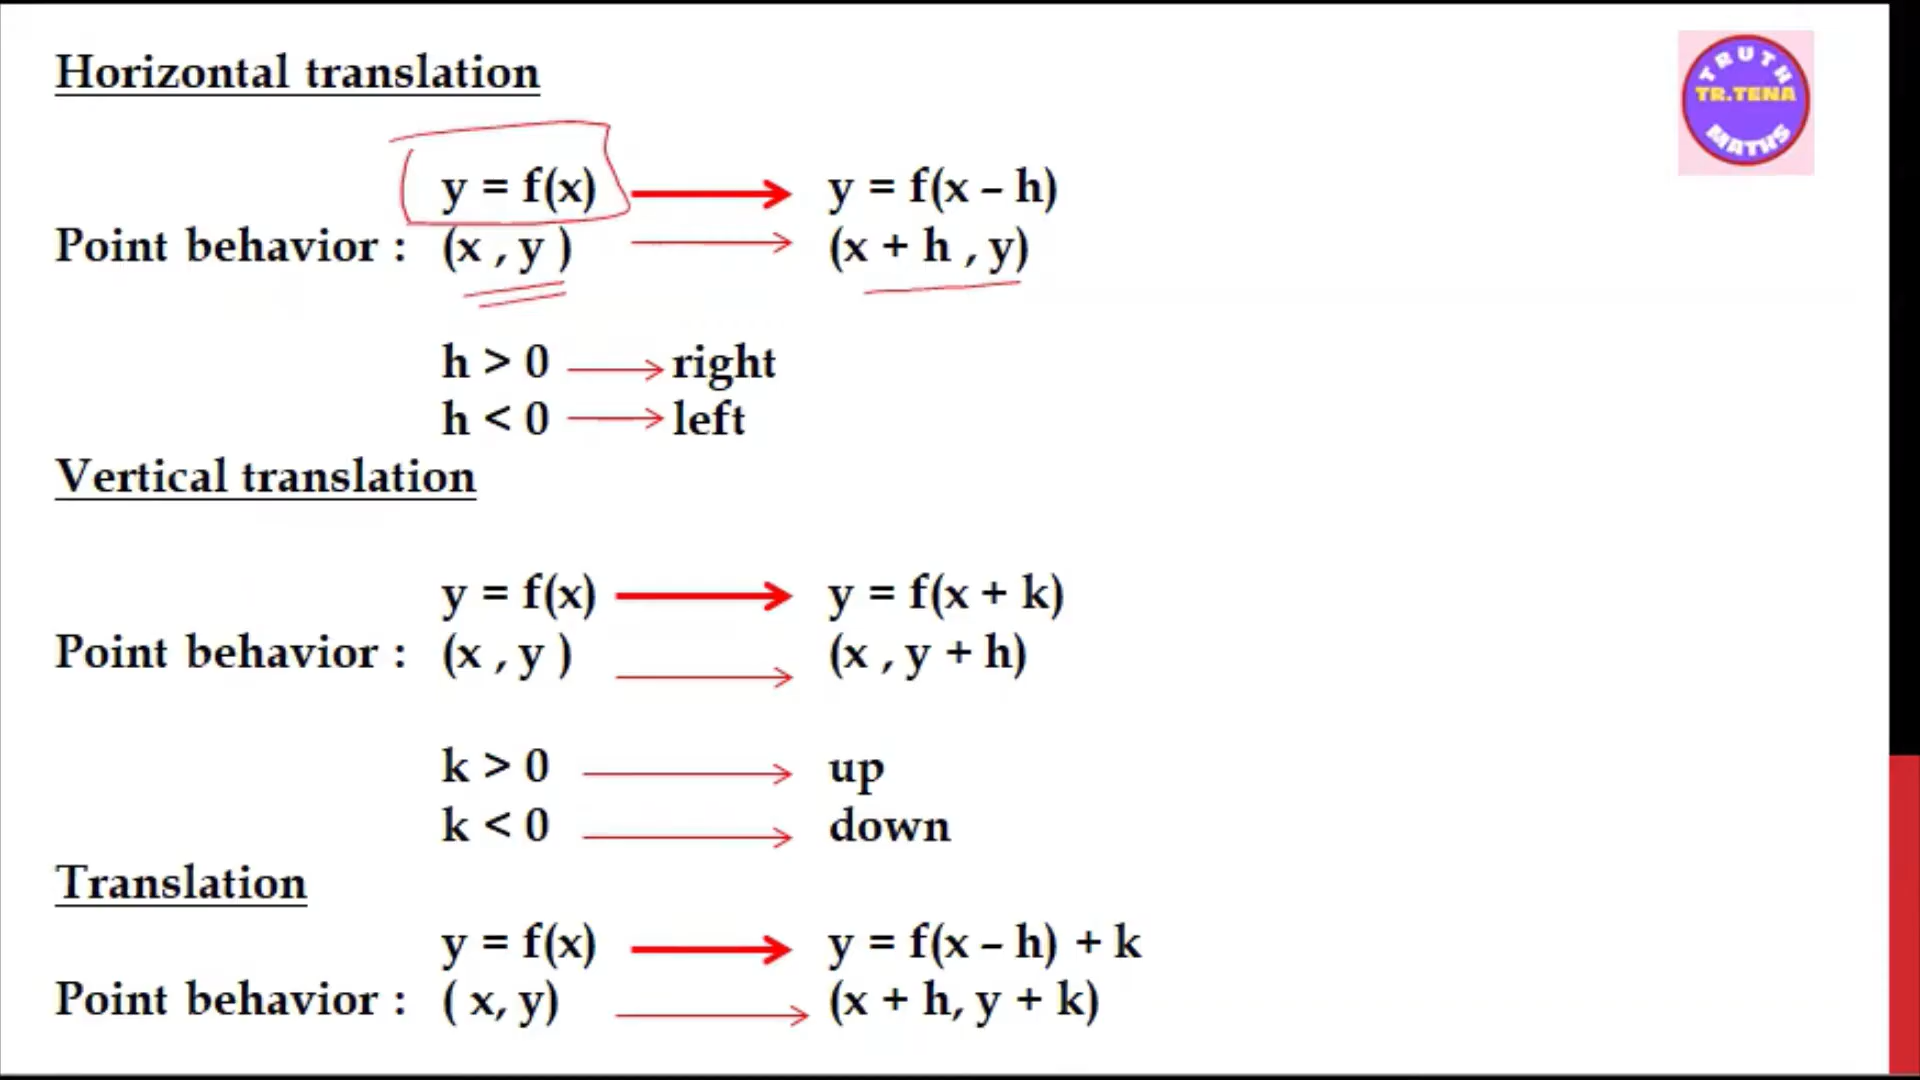 Horizontal translation
TRUTH
TR.TENA
MATHS
y = f(x) y = f(x – h)
Point behavior : (x , y ) (x + h , y)
h > 0 right
h < 0 left
Vertical translation
y = f(x) y = f(x + k)
Point behavior : (x , y ) (x , y + h)
k > 0 up
k < 0 down
Translation
y = f(x) y = f(x – h) + k
Point behavior : ( x, y) (x + h, y + k)